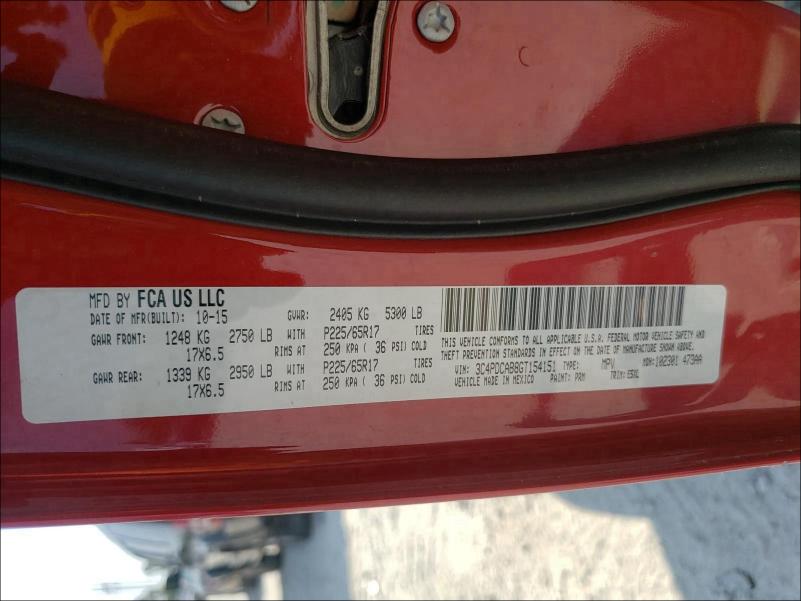 MFD BY FCA US LLC
DATE OF MFR(BUILT): 10-15 GVWR: 2405 KG 5300 LB
GAWR FRONT: 1248 KG 2750 LB WITH P225/65R17 TIRES
17X6.5 RIMS AT 250 KPA ( 36 PSI) COLD
GAWR REAR: 1339 KG 2950 LB WITH P225/65R17 TIRES
17X6.5 RIMS AT 250 KPA ( 36 PSI) COLD
THIS VEHICLE CONFORMS TO ALL APPLICABLE U.S.A. FEDERAL MOTOR VEHICLE SAFETY AND
THEFT PREVENTION STANDARDS IN EFFECT ON THE DATE OF MANUFACTURE SHOWN ABOVE.
VIN: 3C4PDCAB8GT154151 TYPE: MPV MDH: 102301 479AA
VEHICLE MADE IN MEXICO PAINT: PRM TRIM: E5XL